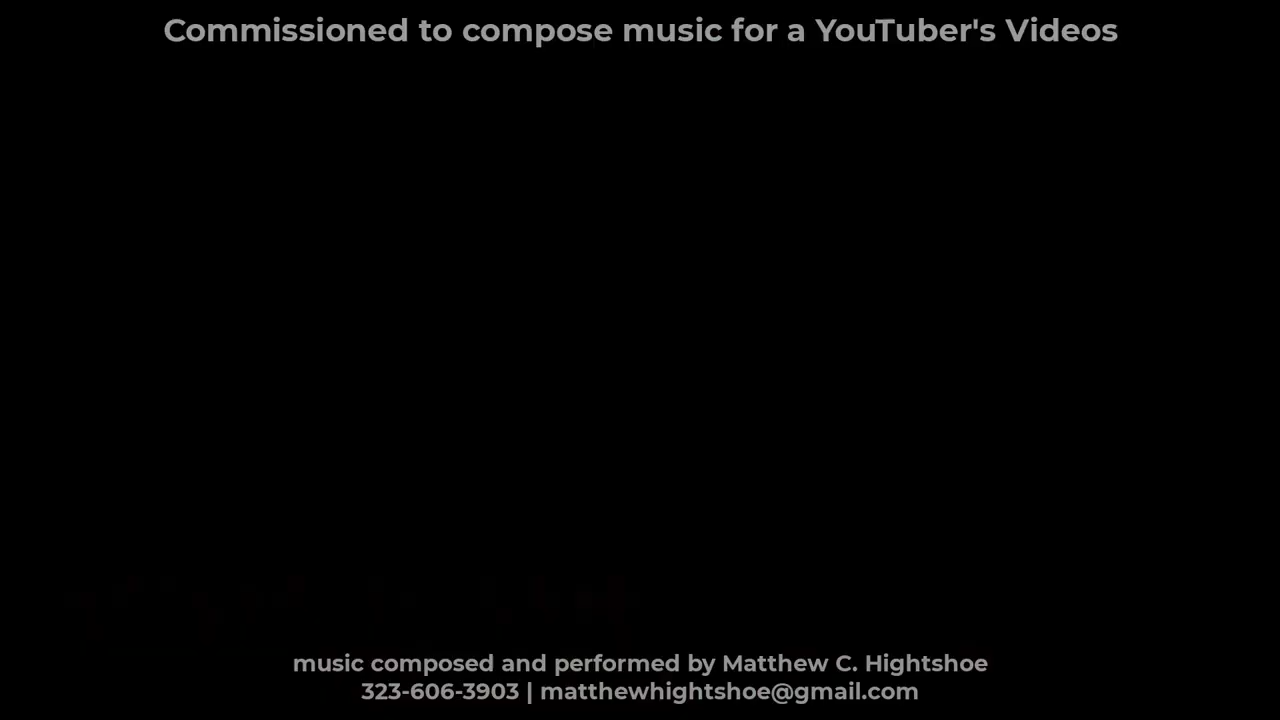 Commissioned to compose music for a YouTuber's Videos
music composed and performed by Matthew C. Hightshoe
323-606-3903 | matthewhightshoe@gmail.com